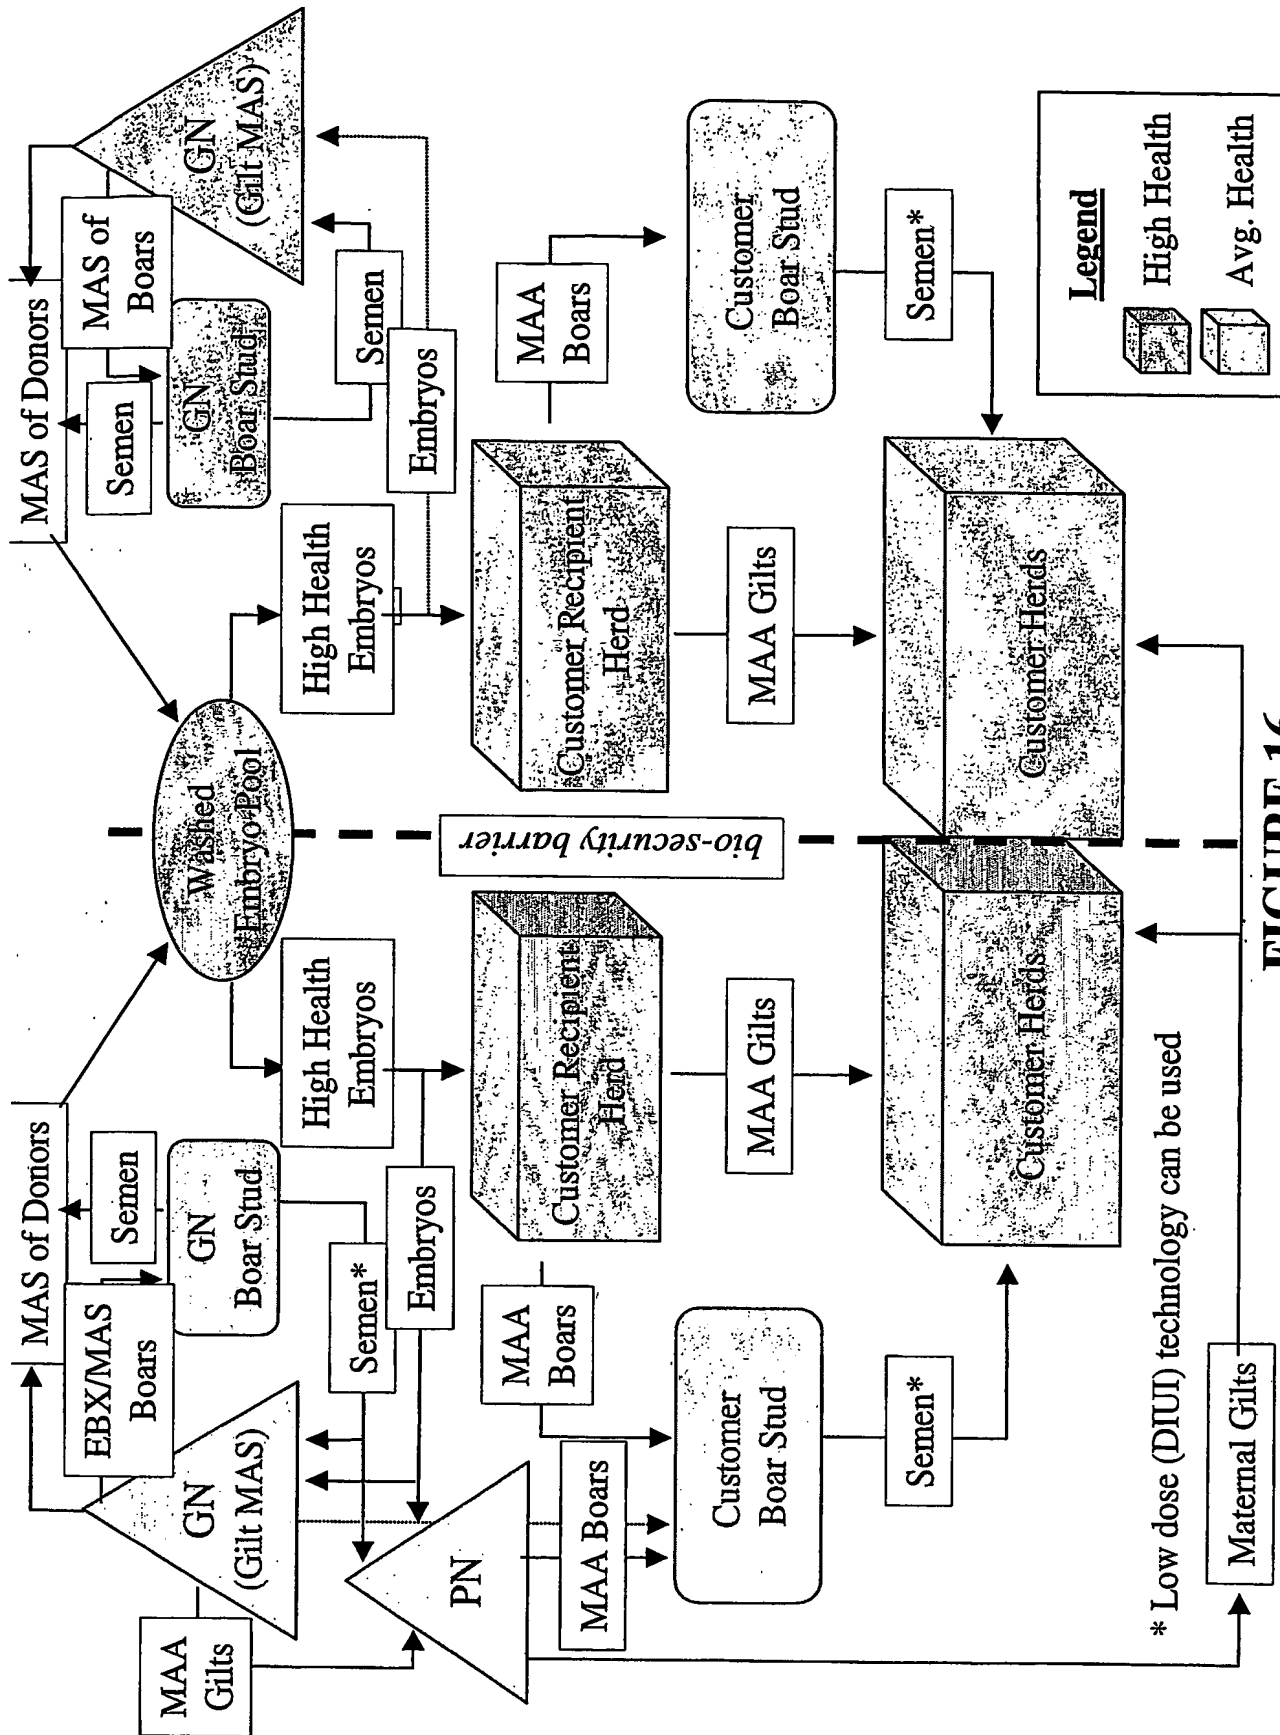 MAS of Donors
MAS of Donors
EBX/MAS
Boars
Semen
GN
Boar Stud
GN
(Gilt MAS)
MAA
Gilts
Semen*
Embryos
PN
MAA Boars
MAA
Boars
Customer
Boar Stud
Semen*
Washed
Embryo Pool
High Health
Embryos
High Health
Embryos
bio-security barrier
Customer Recipient
Herd
Customer Recipient
Herd
MAA Gilts
MAA Gilts
Customer Herds
Customer Herds
Semen
MAS of
Boars
GN
Boar Stud
GN
(Gilt MAS)
Semen
Embryos
MAA
Boars
Customer
Boar Stud
Semen*
Legend
High Health
Avg. Health
* Low dose (DIUI) technology can be used
Maternal Gilts
FIGURE 16